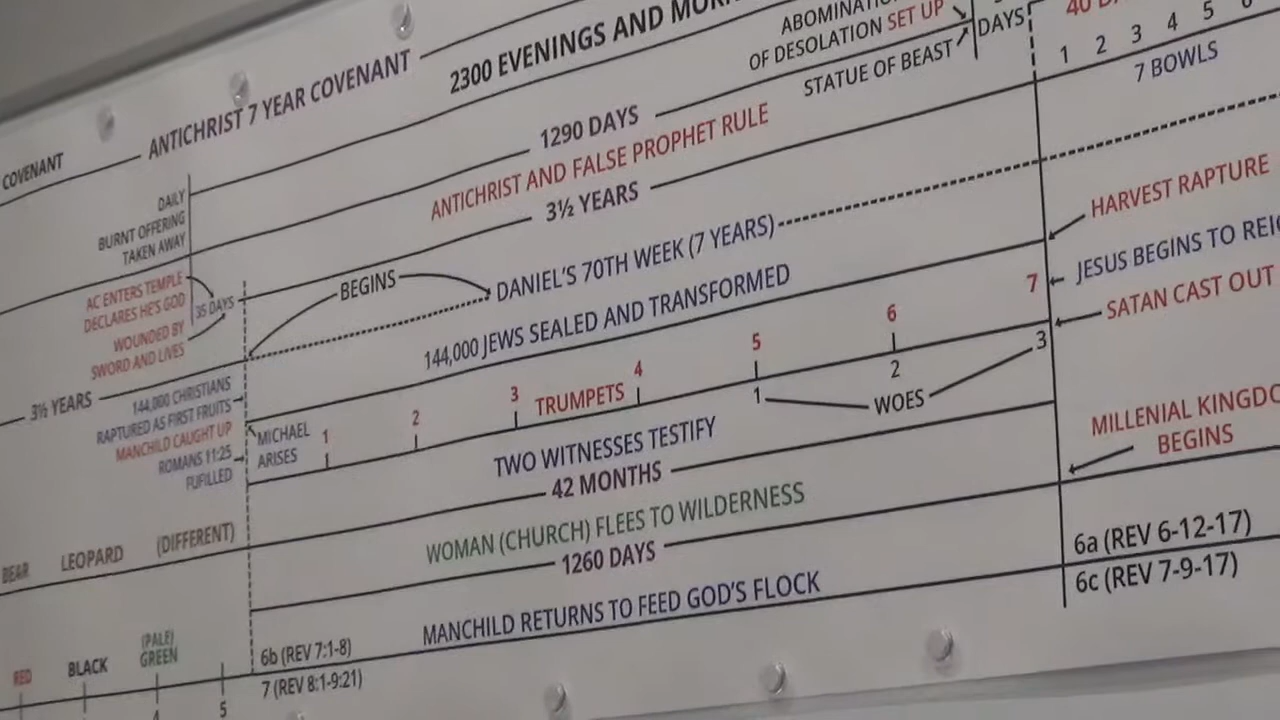 COVENANT
ANTICHRIST 7 YEAR COVENANT
2300 EVENINGS AND
ABOMINATION
OF DESOLATION SET UP
STATUE OF BEAST
DAYS
40
1 2 3 4 5 6
7 BOWLS
DAILY
BURNT OFFERING
TAKEN AWAY
1290 DAYS
ANTICHRIST AND FALSE PROPHET RULE
3½ YEARS
AC ENTERS TEMPLE
DECLARES HE'S GOD
WOUNDED BY
SWORD AND LIVES
35 DAYS
BEGINS
DANIEL'S 70TH WEEK (7 YEARS)
HARVEST RAPTURE
JESUS BEGINS TO
SATAN CAST OUT
144,000 JEWS SEALED AND TRANSFORMED
3½ YEARS
144,000 CHRISTIANS
RAPTURED AS FIRST FRUITS
MANCHILD CAUGHT UP
ROMANS 11:25
FUFILLED
MICHAEL
ARISES
1 2 3 TRUMPETS 4 5 6 7
1 WOES 2 3
TWO WITNESSES TESTIFY
42 MONTHS
MILLENIAL
BEGINS
BEAR LEOPARD (DIFFERENT)
WOMAN (CHURCH) FLEES TO WILDERNESS
1260 DAYS
6a (REV 6-12-17)
6c (REV 7-9-17)
MANCHILD RETURNS TO FEED GOD'S FLOCK
RED BLACK (PALE)
GREEN
6b (REV 7:1-8)
7 (REV 8:1-9:21)
4 5